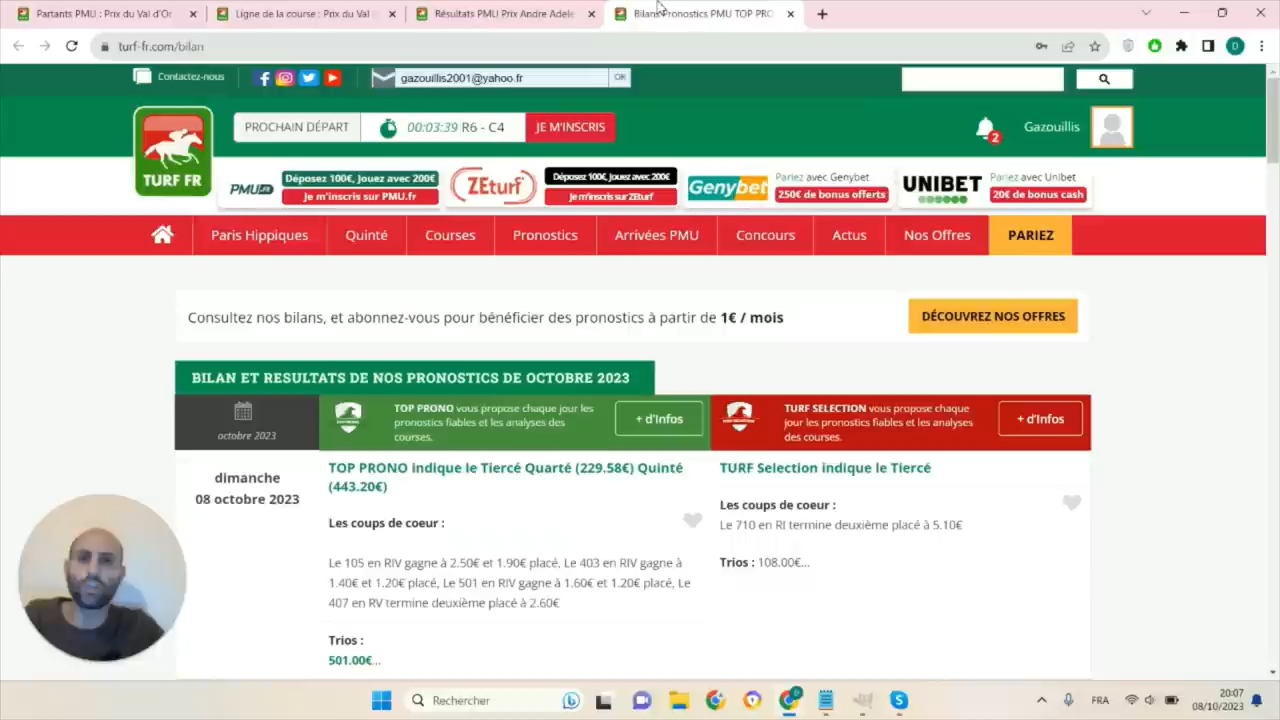 Partants PMU : Prix du Val d'Or
Ligne de la course : Prix du Val
Résultats PMU Prix Andre Adele
Bilans Pronostics PMU TOP PRO
turf-fr.com/bilan
D
Contactez-nous
gazouillis2001@yahoo.fr
OK
PROCHAIN DÉPART
00:03:39 R6 - C4
JE M'INSCRIS
2
Gazouillis
TURF FR
PMU.fr
Déposez 100€, Jouez avec 200€
Je m'inscris sur PMU.fr
ZEturf
Déposez 100€, Jouez avec 200€
Je m'inscris sur ZEturf
Genybet
Pariez avec Genybet
250€ de bonus offerts
UNIBET
Pariez avec Unibet
20€ de bonus cash
Paris Hippiques
Quinté
Courses
Pronostics
Arrivées PMU
Concours
Actus
Nos Offres
PARIEZ
Consultez nos bilans, et abonnez-vous pour bénéficier des pronostics à partir de 1€ / mois
DÉCOUVREZ NOS OFFRES
BILAN ET RESULTATS DE NOS PRONOSTICS DE OCTOBRE 2023
octobre 2023
TOP PRONO vous propose chaque jour les
pronostics fiables et les analyses des
courses.
+ d'Infos
TURF SELECTION vous propose chaque
jour les pronostics fiables et les analyses
des courses.
+ d'Infos
dimanche
08 octobre 2023
TOP PRONO indique le Tiercé Quarté (229.58€) Quinté
(443.20€)
Les coups de coeur :
Le 105 en RIV gagne à 2.50€ et 1.90€ placé, Le 403 en RIV gagne à
1.40€ et 1.20€ placé, Le 501 en RIV gagne à 1.60€ et 1.20€ placé, Le
407 en RV termine deuxième placé à 2.60€
Trios :
501.00€...
TURF Selection indique le Tiercé
Les coups de coeur :
Le 710 en RI termine deuxième placé à 5.10€
Trios : 108.00€...
Rechercher
FRA
20:07
08/10/2023